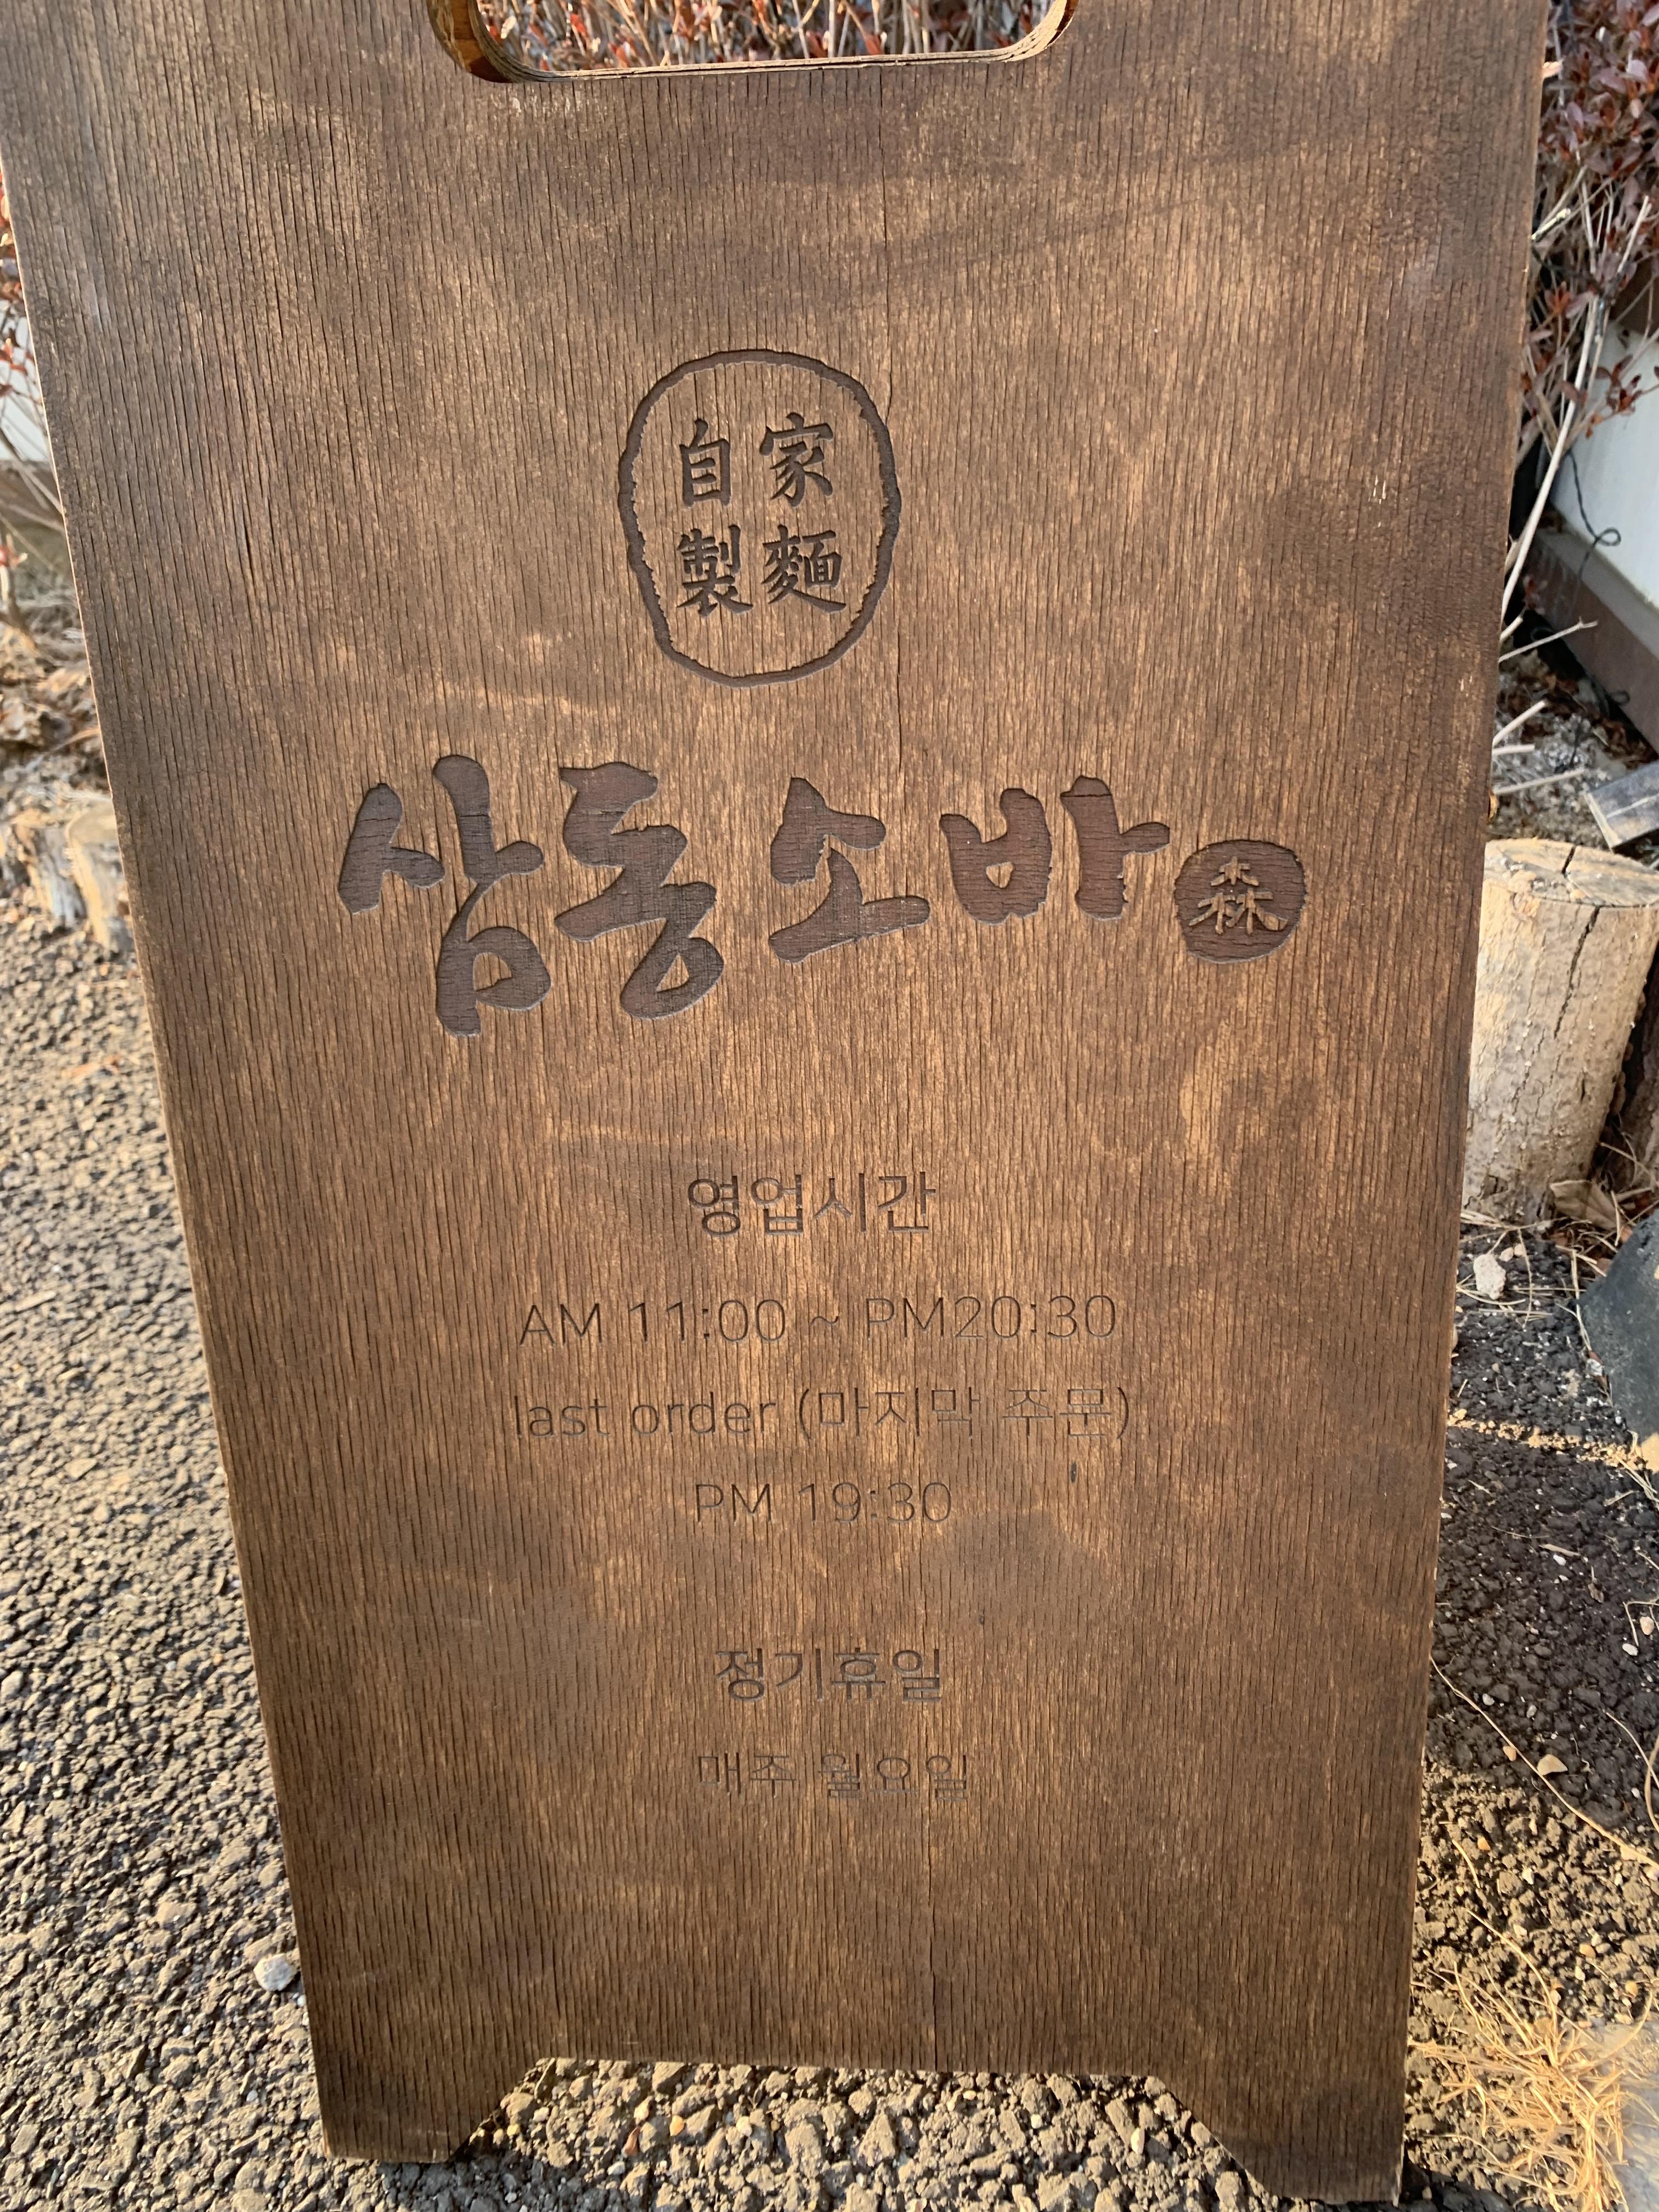 自家
製麵
삼동소바 森
영업시간
AM 11:00 ~ PM20:30
last order (마지막 주문)
PM 19:30
정기휴일
매주 월요일